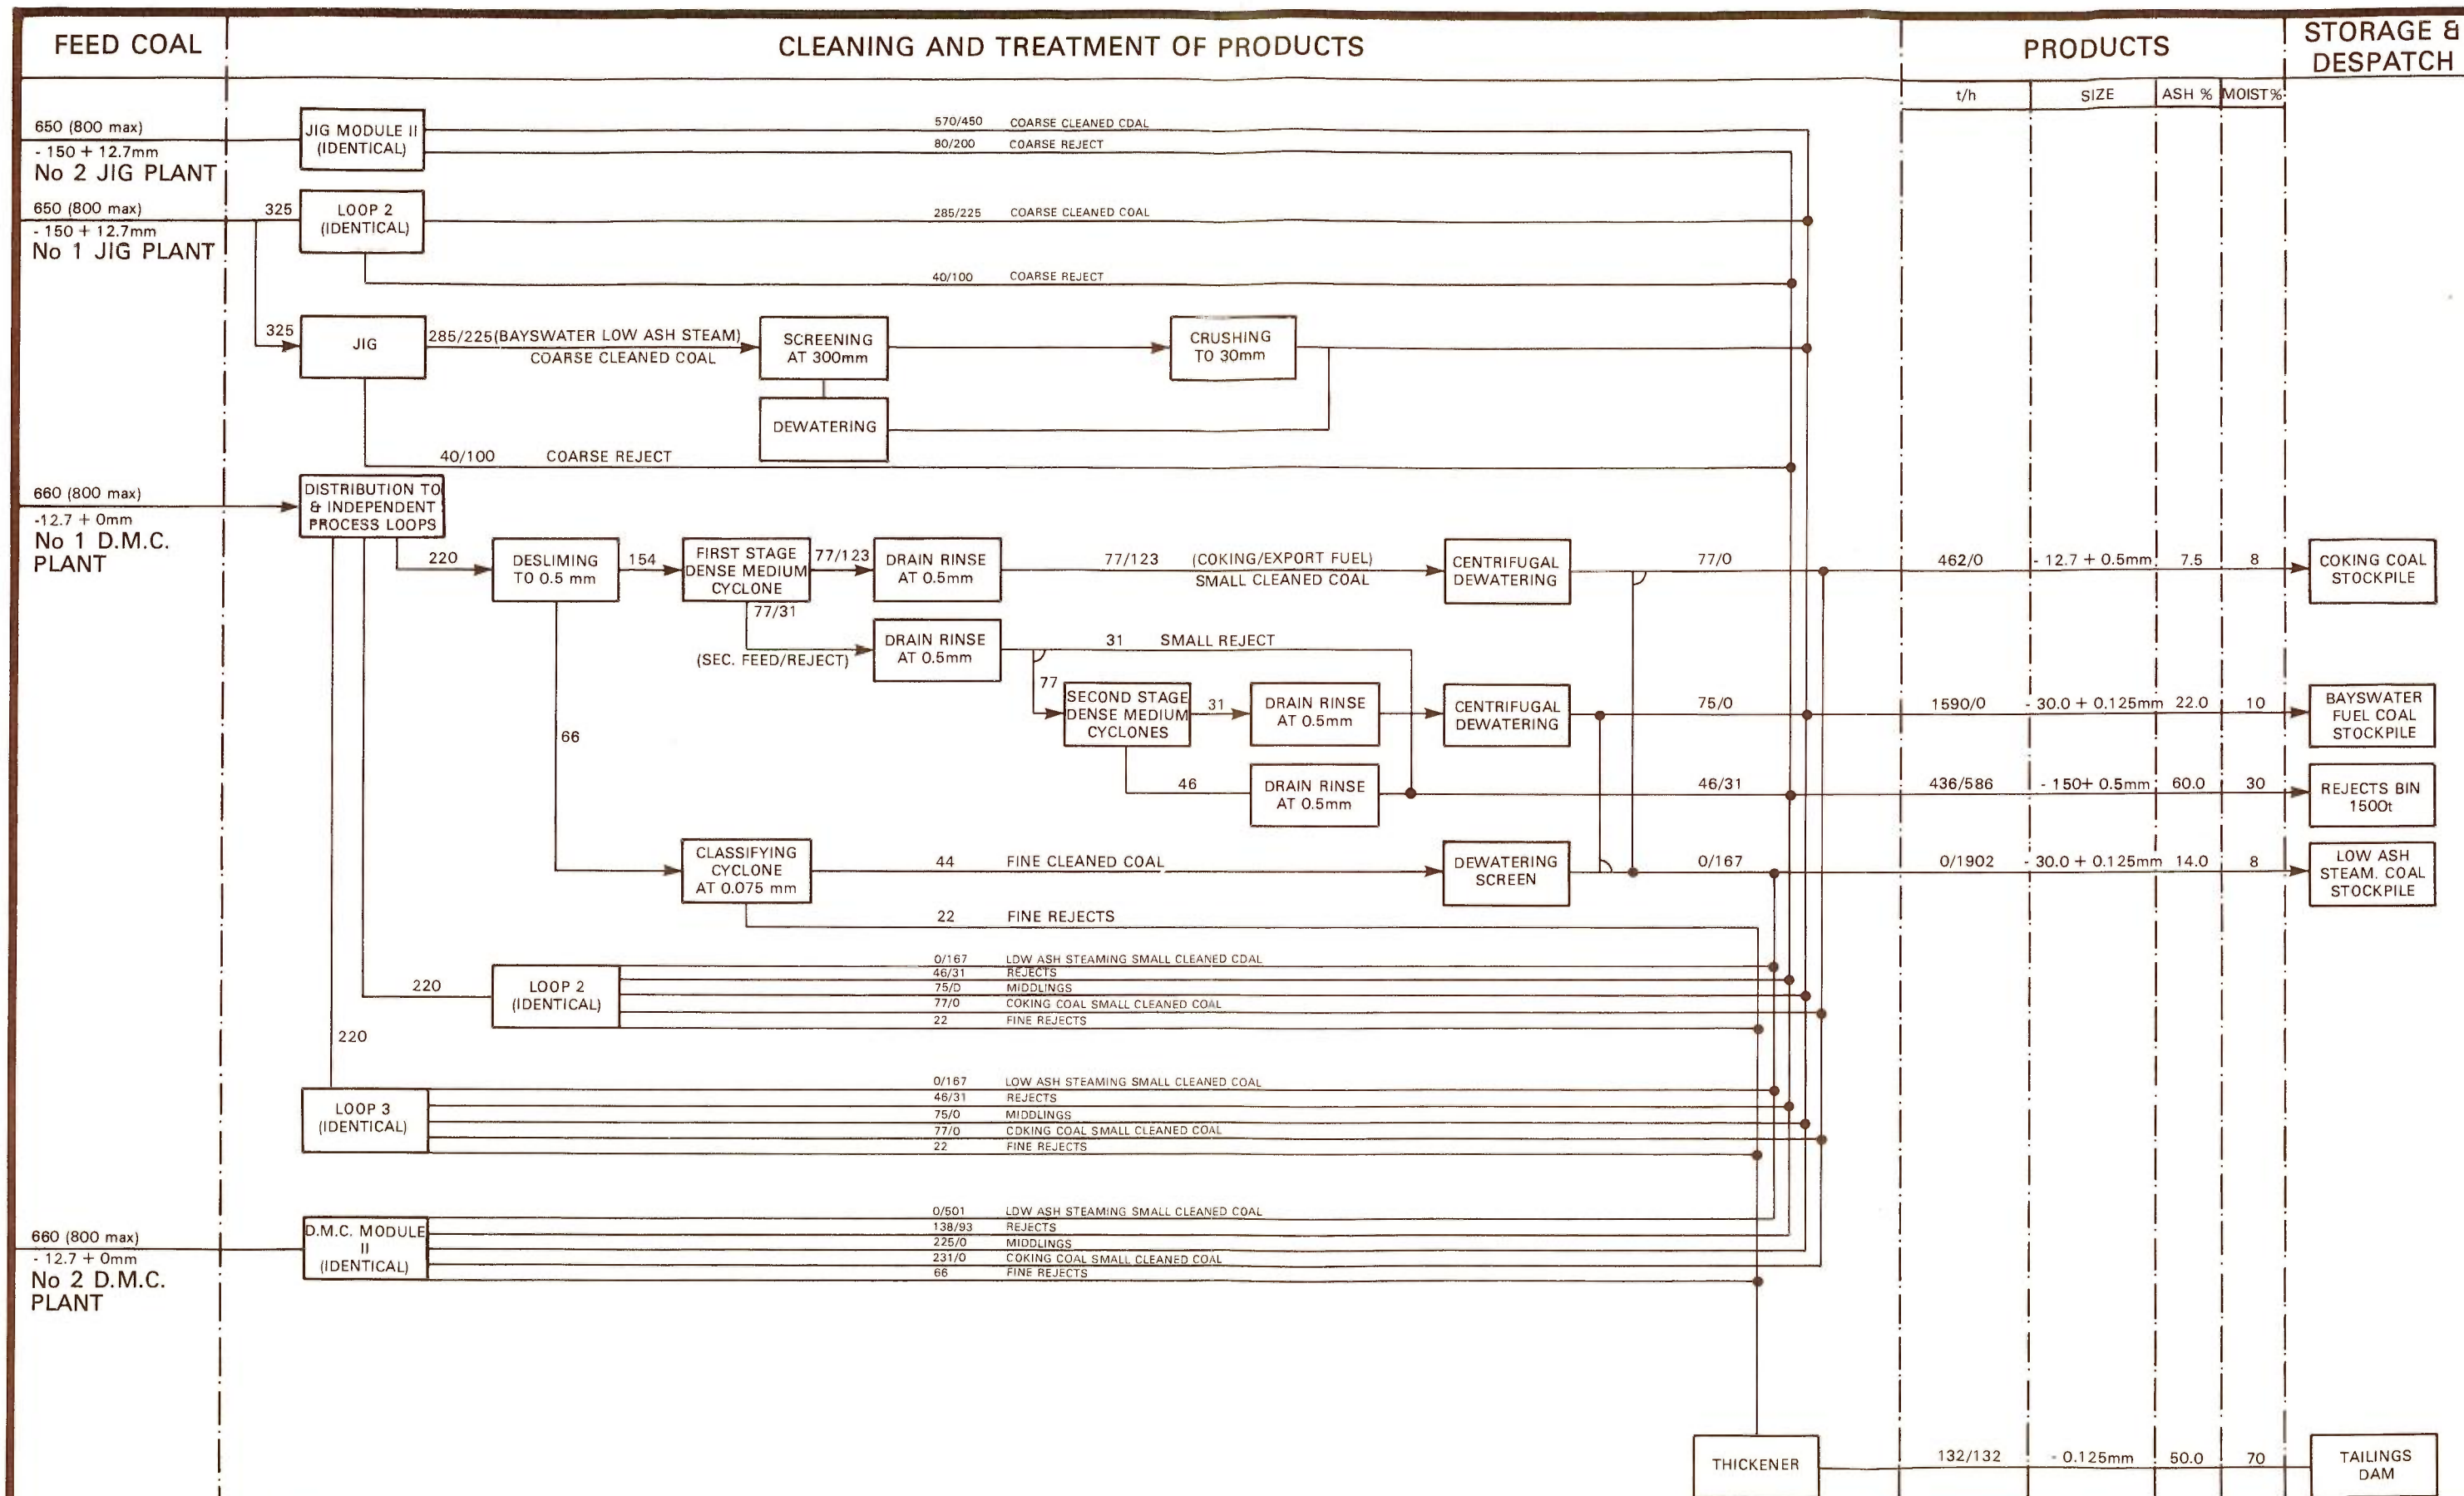 FEED COAL
CLEANING AND TREATMENT OF PRODUCTS
PRODUCTS
STORAGE &
DESPATCH
t/h
SIZE
ASH %
MOIST%
650 (800 max)
- 150 + 12.7mm
No 2 JIG PLANT
JIG MODULE II
(IDENTICAL)
570/450 COARSE CLEANED CDAL
80/200 COARSE REJECT
650 (800 max)
- 150 + 12.7mm
No 1 JIG PLANT
325
LOOP 2
(IDENTICAL)
285/225 COARSE CLEANED COAL
40/100 COARSE REJECT
325
JIG
285/225(BAYSWATER LOW ASH STEAM)
COARSE CLEANED COAL
SCREENING
AT 300mm
CRUSHING
TO 30mm
DEWATERING
40/100 COARSE REJECT
660 (800 max)
-12.7 + 0mm
No 1 D.M.C.
PLANT
DISTRIBUTION TO
& INDEPENDENT
PROCESS LOOPS
220
DESLIMING
TO 0.5 mm
154
FIRST STAGE
DENSE MEDIUM
CYCLONE
77/123
DRAIN RINSE
AT 0.5mm
77/123 (COKING/EXPORT FUEL)
SMALL CLEANED COAL
CENTRIFUGAL
DEWATERING
77/0
462/0
- 12.7 + 0.5mm
7.5
8
COKING COAL
STOCKPILE
77/31
(SEC. FEED/REJECT)
DRAIN RINSE
AT 0.5mm
31 SMALL REJECT
77
SECOND STAGE
DENSE MEDIUM
CYCLONES
31
DRAIN RINSE
AT 0.5mm
CENTRIFUGAL
DEWATERING
75/0
1590/0
- 30.0 + 0.125mm
22.0
10
BAYSWATER
FUEL COAL
STOCKPILE
66
46
DRAIN RINSE
AT 0.5mm
46/31
436/586
- 150+ 0.5mm
60.0
30
REJECTS BIN
1500t
CLASSIFYING
CYCLONE
AT 0.075 mm
44 FINE CLEANED COAL
DEWATERING
SCREEN
0/167
0/1902
- 30.0 + 0.125mm
14.0
8
LOW ASH
STEAM. COAL
STOCKPILE
22 FINE REJECTS
220
LOOP 2
(IDENTICAL)
0/167 LDW ASH STEAMING SMALL CLEANED CDAL
46/31 REJECTS
75/D MIDDLINGS
77/0 COKING COAL SMALL CLEANED COAL
22 FINE REJECTS
220
LOOP 3
(IDENTICAL)
0/167 LOW ASH STEAMING SMALL CLEANED COAL
46/31 REJECTS
75/0 MIDDLINGS
77/0 CDKING COAL SMALL CLEANED COAL
22 FINE REJECTS
660 (800 max)
- 12.7 + 0mm
No 2 D.M.C.
PLANT
D.M.C. MODULE
II
(IDENTICAL)
0/501 LDW ASH STEAMING SMALL CLEANED COAL
138/93 REJECTS
225/0 MIDDLINGS
231/0 COKING COAL SMALL CLEANED COAL
66 FINE REJECTS
THICKENER
132/132
- 0.125mm
50.0
70
TAILINGS
DAM